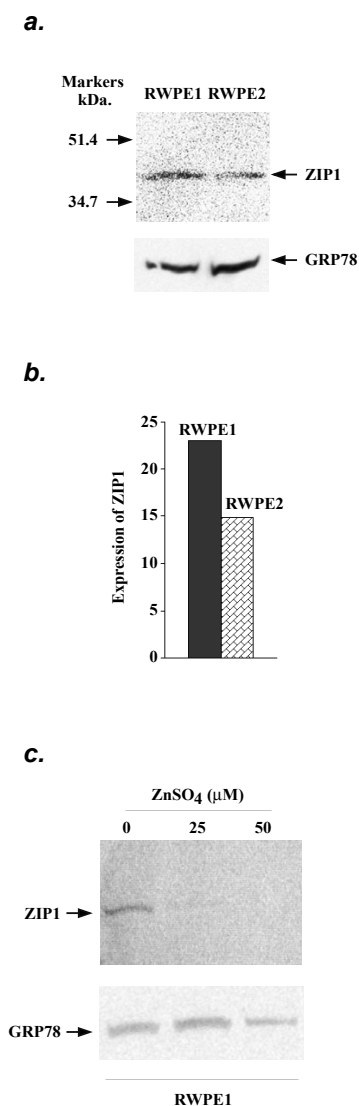 a.
Markers
kDa.
RWPE1 RWPE2
51.4
ZIP1
34.7
GRP78
b.
25
RWPE1
20
RWPE2
15
10
5
0
Expression of ZIP1
c.
ZnSO4 (μM)
0 25 50
ZIP1
GRP78
RWPE1